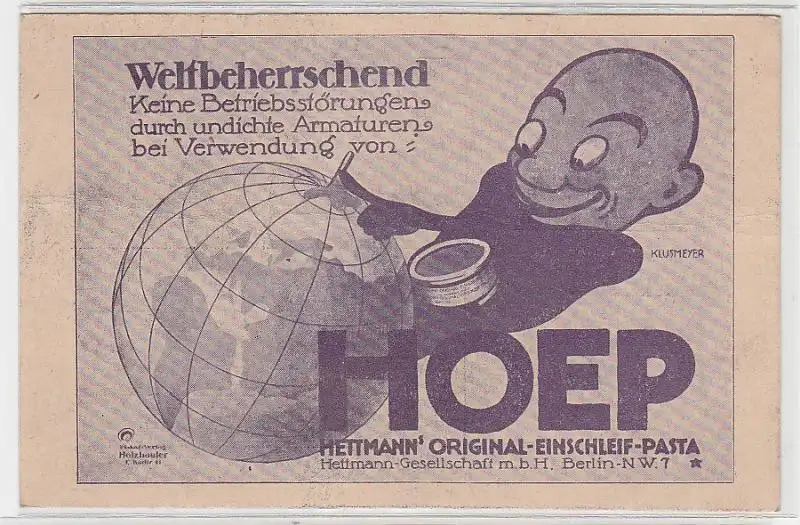 Weltbeherrschend
Keine Betriebsstörungen
durch undichte Armaturen
bei Verwendung von :
KLUSMEYER
HOEP
HETTMANN'S ORIGINAL-EINSCHLEIF-PASTA
Hettmann-Gesellschaft m.b.H., Berlin-N.W.7
Holzhäuser